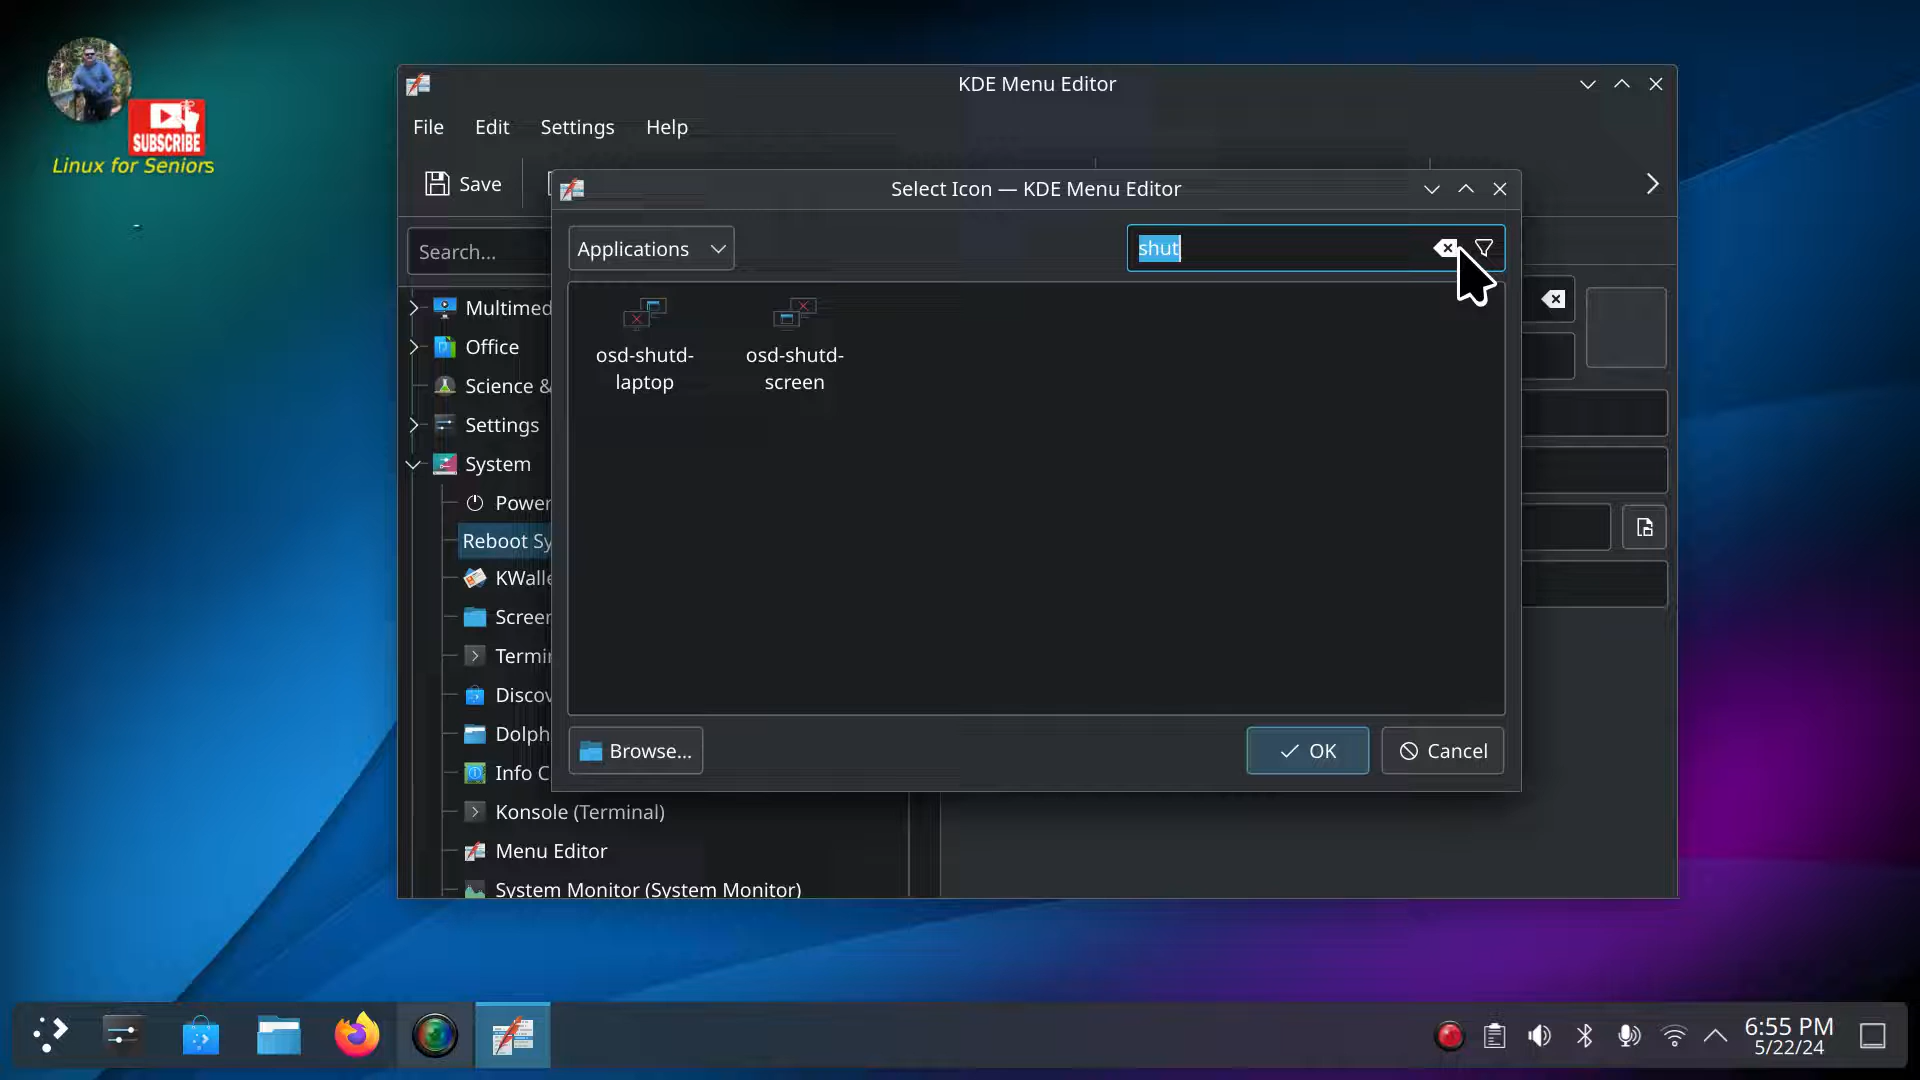 SUBSCRIBE
Linux for Seniors
KDE Menu Editor
File Edit Settings Help
Save
Select Icon — KDE Menu Editor
Search...
Applications
shut
osd-shutd-
laptop
osd-shutd-
screen
Multimed
Office
Science &
Settings
System
Power
Reboot Sy
KWalle
Screen
Termin
Discov
Dolph
Info C
Konsole (Terminal)
Menu Editor
System Monitor (System Monitor)
Browse...
OK
Cancel
6:55 PM
5/22/24